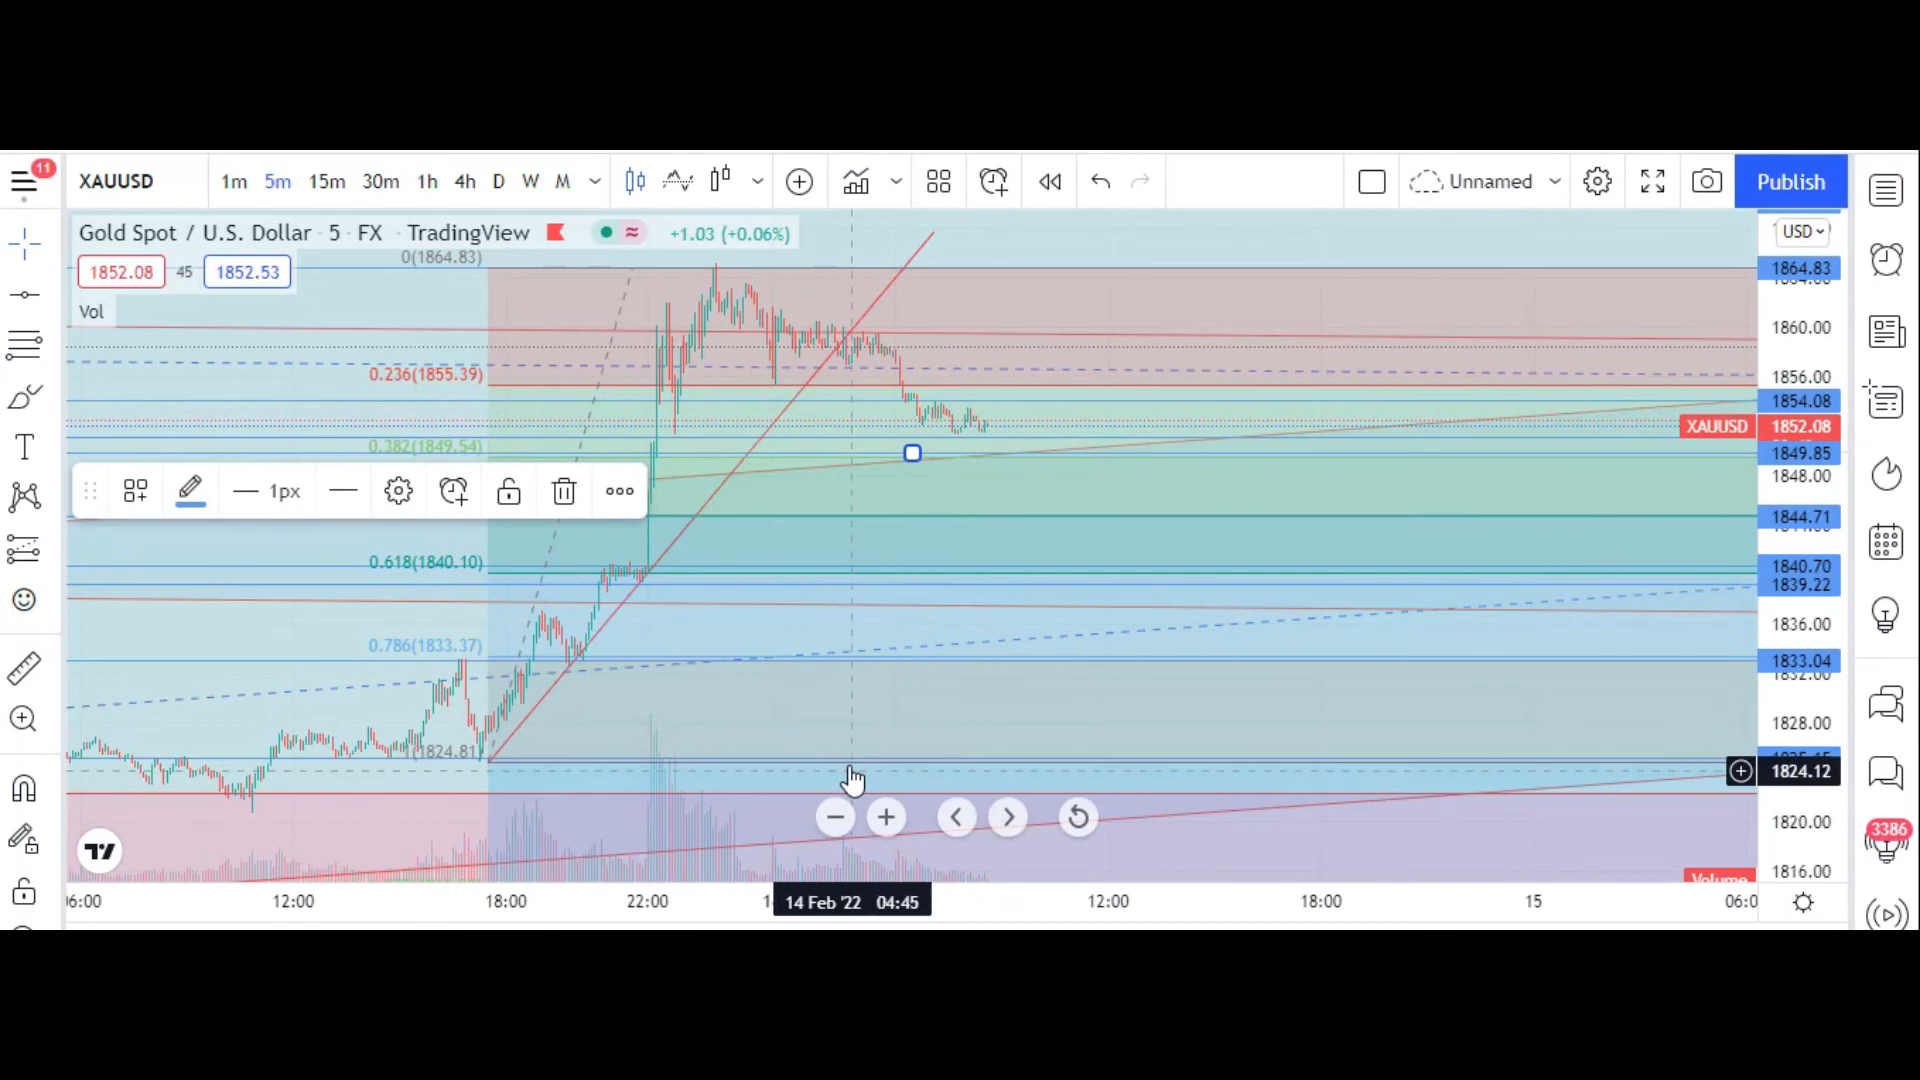 11
XAUUSD
1m 5m 15m 30m 1h 4h D W M
Unnamed
Publish
Gold Spot / U.S. Dollar · 5 · FX · TradingView
≈
+1.03 (+0.06%)
USD
1852.08 45 1852.53
Vol
0(1864.83)
0.236(1855.39)
0.382(1849.54)
1px
0.618(1840.10)
0.786(1833.37)
1(1824.81)
1864.83
1860.00
1856.00
1854.08
XAUUSD 1852.08
1849.85
1848.00
1844.71
1840.70
1839.22
1836.00
1833.04
1832.00
1828.00
1824.12
1820.00
1816.00
Volume
3386
12:00 18:00 22:00 14 Feb '22 04:45 12:00 18:00 15